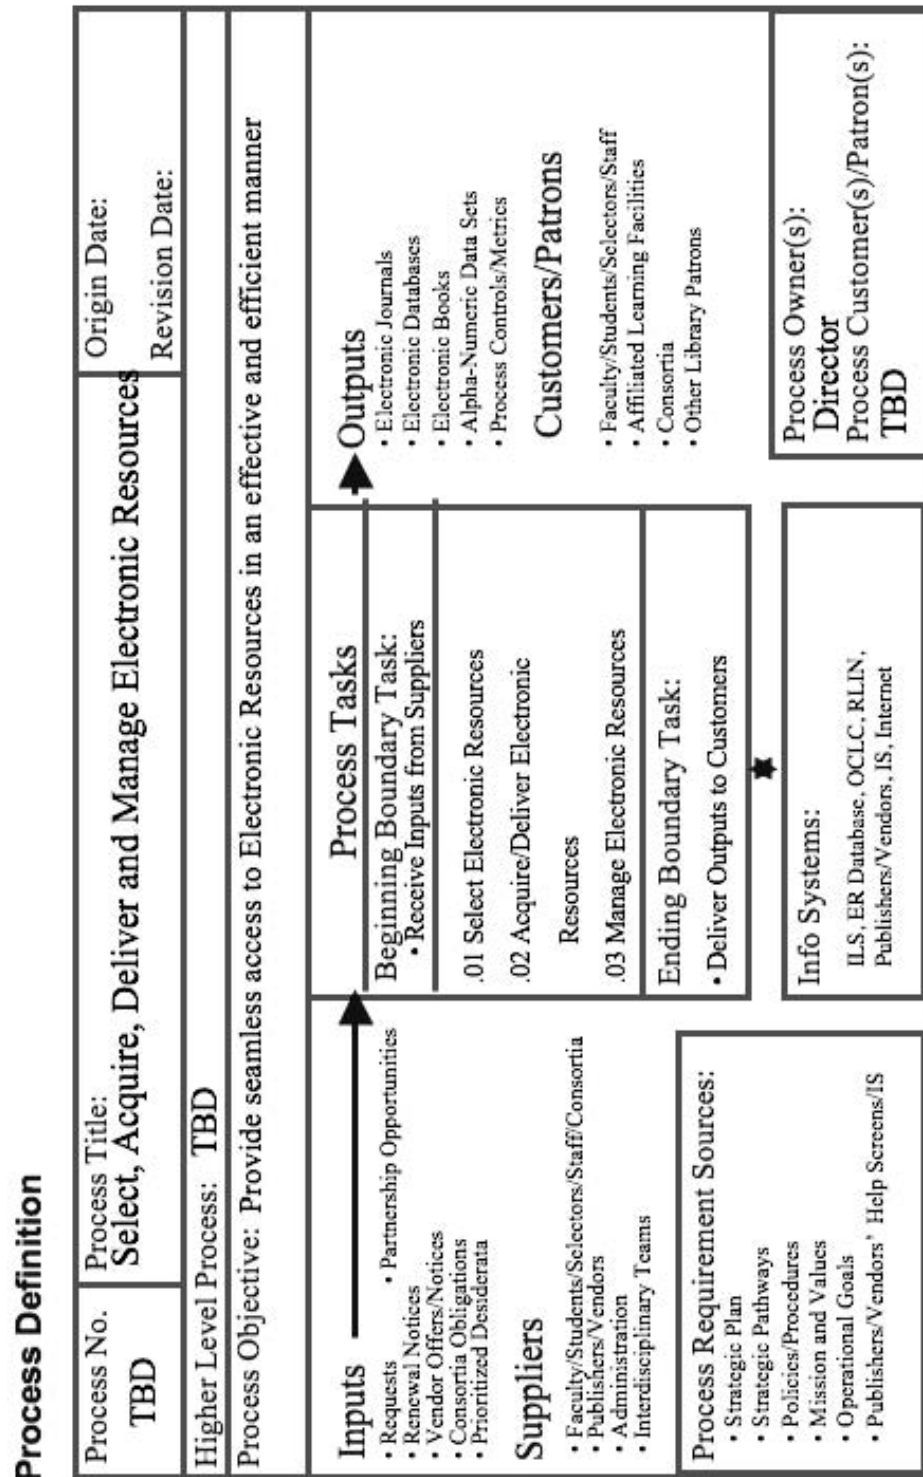 Process Definition
Process No.
TBD
Process Title:
Select, Acquire, Deliver and Manage Electronic Resources
Origin Date:
Revision Date:
Higher Level Process: TBD
Process Objective: Provide seamless access to Electronic Resources in an effective and efficient manner
Inputs
• Requests
• Partnership Opportunities
• Renewal Notices
• Vendor Offers/Notices
• Consortia Obligations
• Prioritized Desiderata
Suppliers
• Faculty/Students/Selectors/Staff/Consortia
• Publishers/Vendors
• Administration
• Interdisciplinary Teams
Process Requirement Sources:
• Strategic Plan
• Strategic Pathways
• Policies/Procedures
• Mission and Values
• Operational Goals
• Publishers/Vendors' Help Screens/IS
Process Tasks
Beginning Boundary Task:
• Receive Inputs from Suppliers
.01 Select Electronic Resources
.02 Acquire/Deliver Electronic
Resources
.03 Manage Electronic Resources
Ending Boundary Task:
• Deliver Outputs to Customers
Info Systems:
ILS, ER Database, OCLC, RLIN,
Publishers/Vendors, IS, Internet
Outputs
• Electronic Journals
• Electronic Databases
• Electronic Books
• Alpha-Numeric Data Sets
• Process Controls/Metrics
Customers/Patrons
• Faculty/Students/Selectors/Staff
• Affiliated Learning Facilities
• Consortia
• Other Library Patrons
Process Owner(s):
Director
Process Customer(s)/Patron(s):
TBD